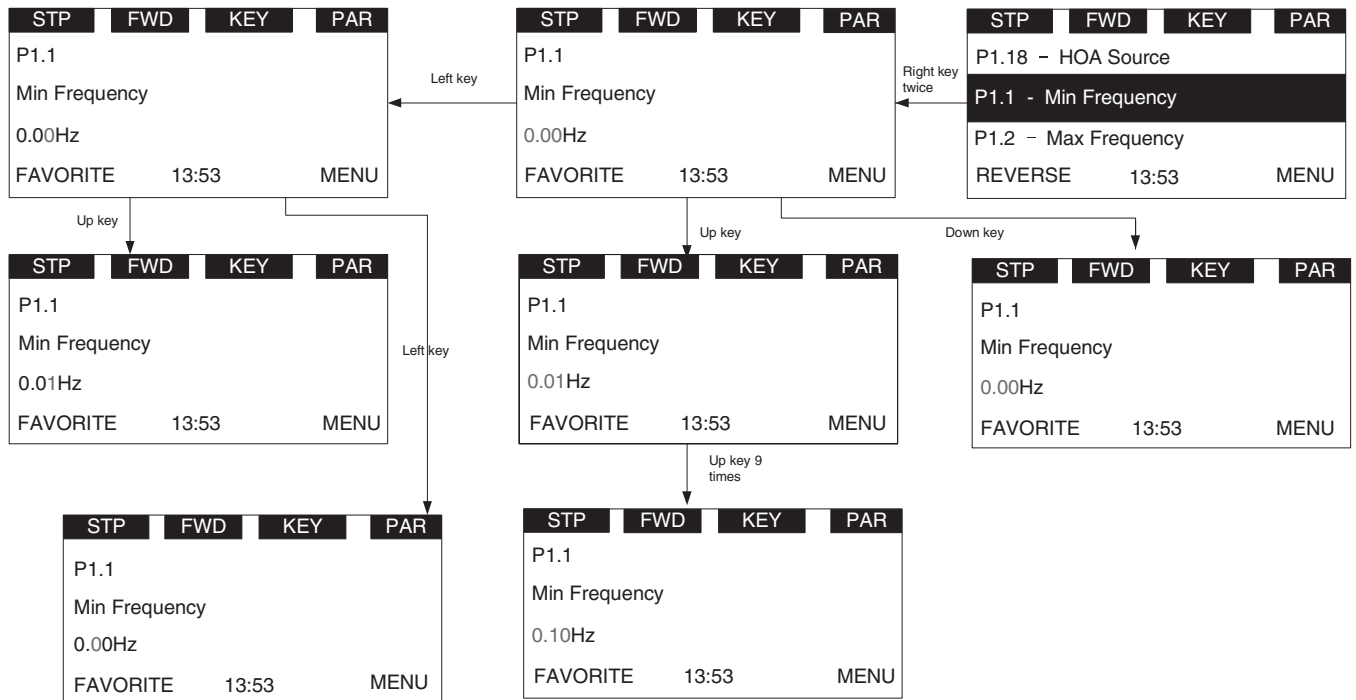 STP FWD KEY PAR
P1.1
Min Frequency
0.00Hz
FAVORITE 13:53 MENU
Left key
STP FWD KEY PAR
P1.1
Min Frequency
0.00Hz
FAVORITE 13:53 MENU
Right key
twice
STP FWD KEY PAR
P1.18 – HOA Source
P1.1 - Min Frequency
P1.2 – Max Frequency
REVERSE 13:53 MENU
Up key
Left key
Up key
Down key
STP FWD KEY PAR
P1.1
Min Frequency
0.01Hz
FAVORITE 13:53 MENU
STP FWD KEY PAR
P1.1
Min Frequency
0.01Hz
FAVORITE 13:53 MENU
STP FWD KEY PAR
P1.1
Min Frequency
0.00Hz
FAVORITE 13:53 MENU
Up key 9
times
STP FWD KEY PAR
P1.1
Min Frequency
0.00Hz
FAVORITE 13:53 MENU
STP FWD KEY PAR
P1.1
Min Frequency
0.10Hz
FAVORITE 13:53 MENU